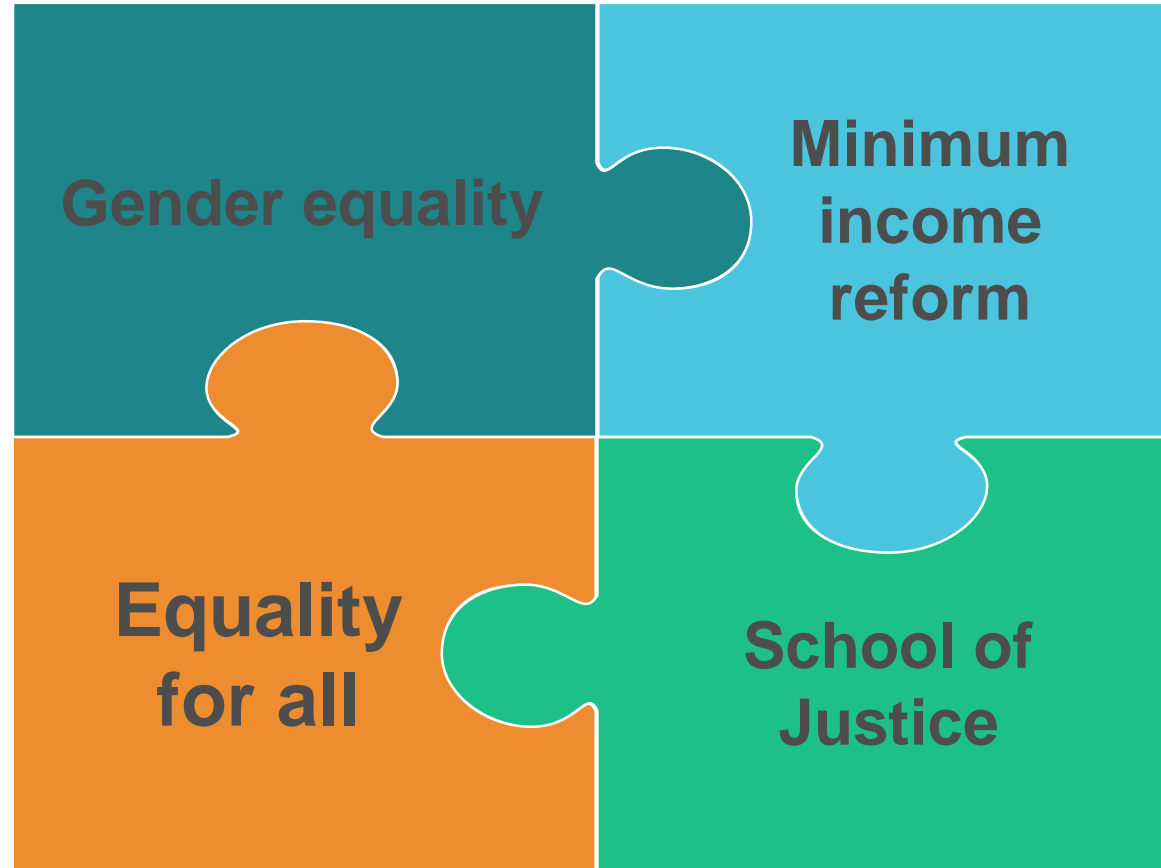 Gender equality
Minimum
income
reform
Equality
for all
School of
Justice